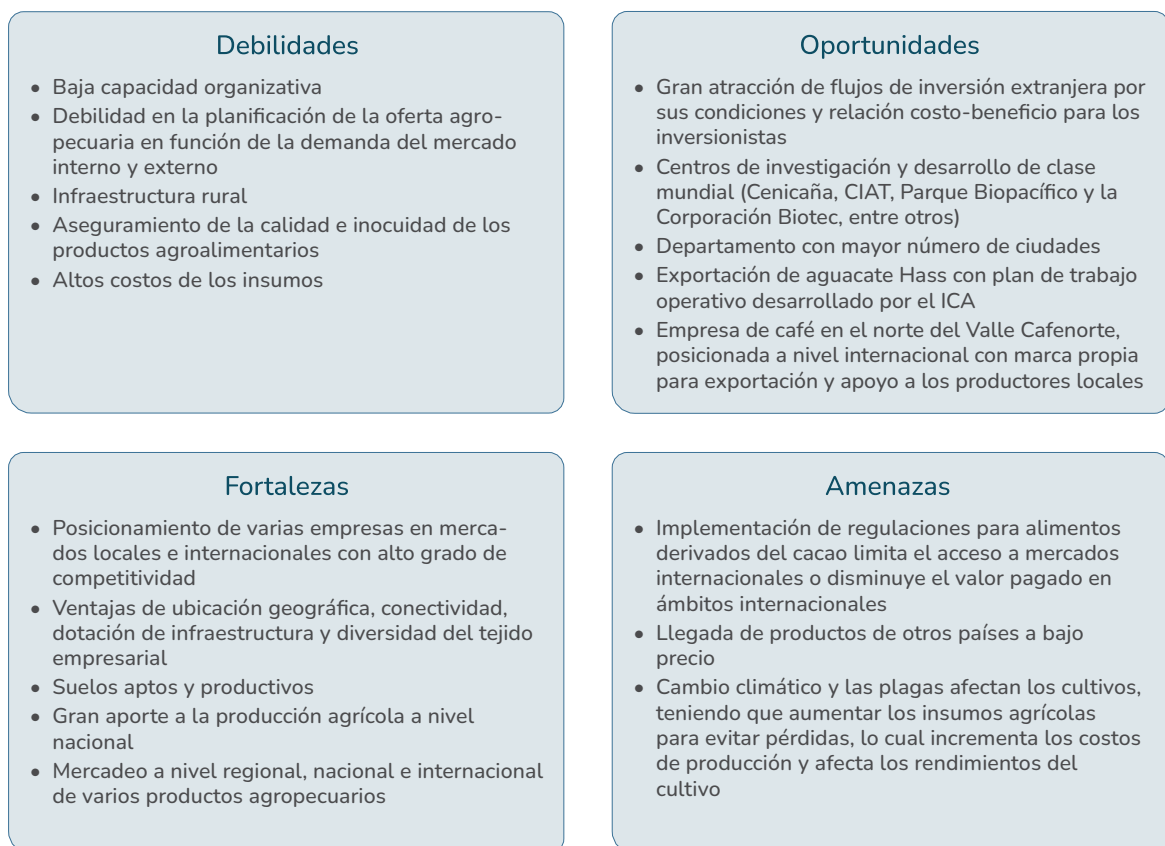 Debilidades
• Baja capacidad organizativa
• Debilidad en la planificación de la oferta agro-
pecuaria en función de la demanda del mercado
interno y externo
• Infraestructura rural
• Aseguramiento de la calidad e inocuidad de los
productos agroalimentarios
• Altos costos de los insumos
Oportunidades
• Gran atracción de flujos de inversión extranjera por
sus condiciones y relación costo-beneficio para los
inversionistas
• Centros de investigación y desarrollo de clase
mundial (Cenicaña, CIAT, Parque Biopacífico y la
Corporación Biotec, entre otros)
• Departamento con mayor número de ciudades
• Exportación de aguacate Hass con plan de trabajo
operativo desarrollado por el ICA
• Empresa de café en el norte del Valle Cafenorte,
posicionada a nivel internacional con marca propia
para exportación y apoyo a los productores locales
Fortalezas
• Posicionamiento de varias empresas en merca-
dos locales e internacionales con alto grado de
competitividad
• Ventajas de ubicación geográfica, conectividad,
dotación de infraestructura y diversidad del tejido
empresarial
• Suelos aptos y productivos
• Gran aporte a la producción agrícola a nivel
nacional
• Mercadeo a nivel regional, nacional e internacional
de varios productos agropecuarios
Amenazas
• Implementación de regulaciones para alimentos
derivados del cacao limita el acceso a mercados
internacionales o disminuye el valor pagado en
ámbitos internacionales
• Llegada de productos de otros países a bajo
precio
• Cambio climático y las plagas afectan los cultivos,
teniendo que aumentar los insumos agrícolas
para evitar pérdidas, lo cual incrementa los costos
de producción y afecta los rendimientos del
cultivo